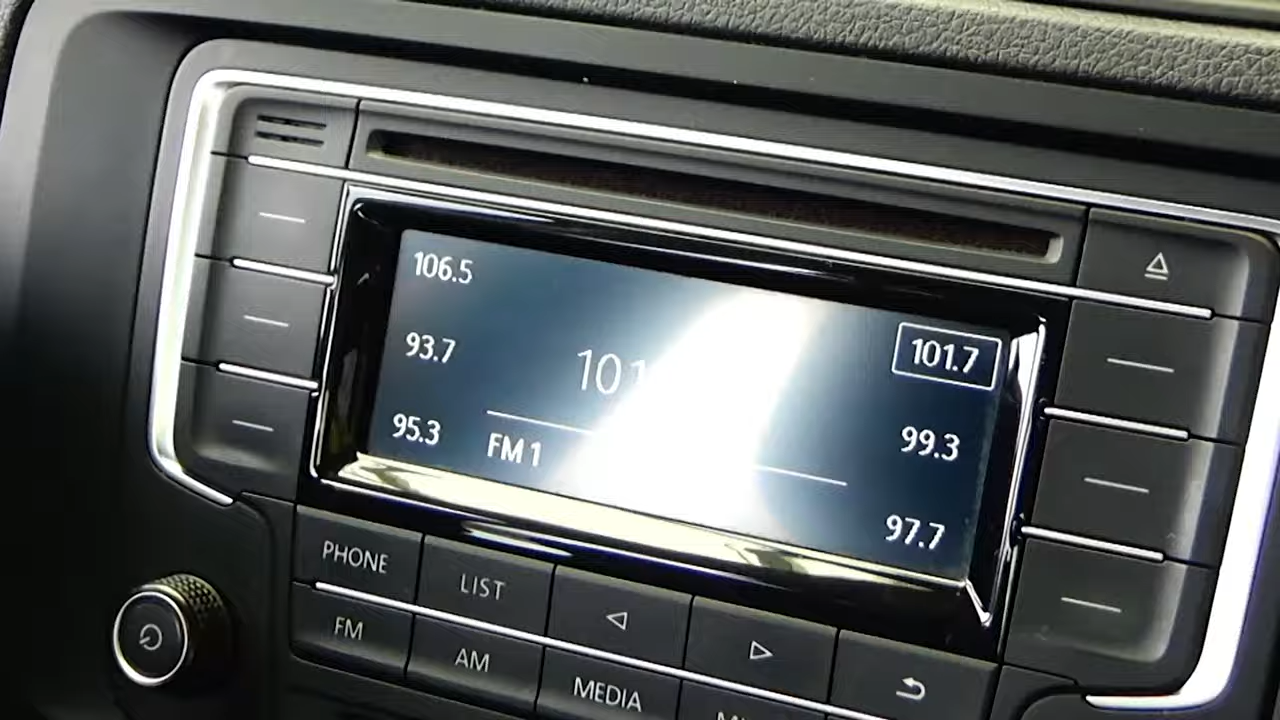 106.5
101.7
93.7
99.3
95.3
FM 1
97.7
PHONE
LIST
FM
AM
MEDIA